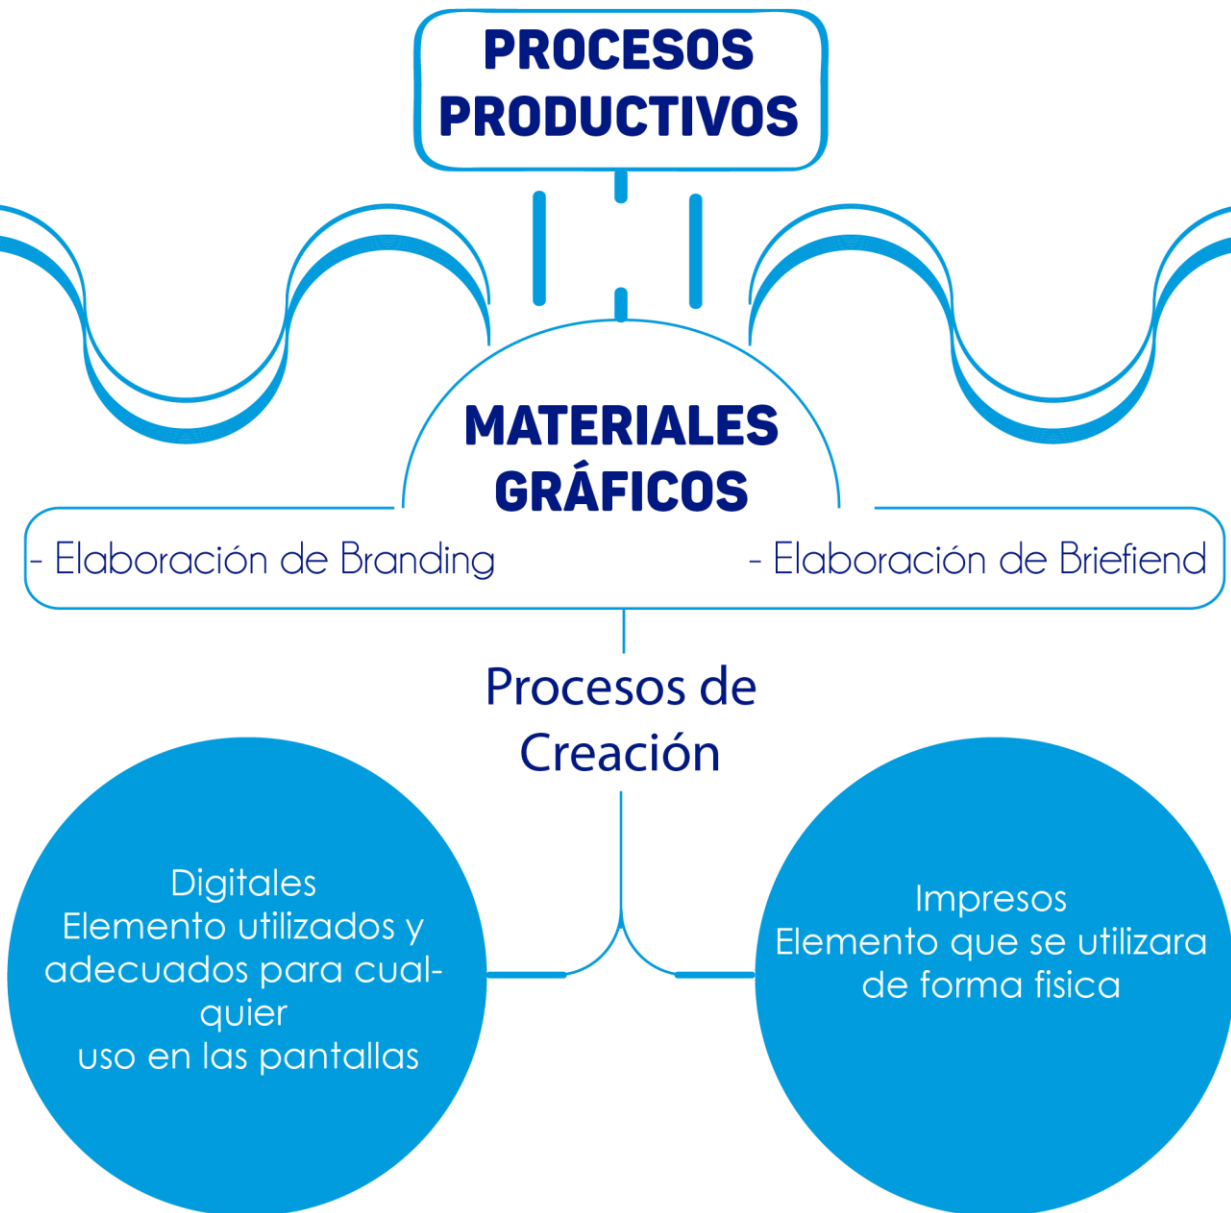 PROCESOS
PRODUCTIVOS
MATERIALES
GRÁFICOS
- Elaboración de Branding
- Elaboración de Briefiend
Procesos de
Creación
Digitales
Elemento utilizados y
adecuados para cual-
quier
uso en las pantallas
Impresos
Elemento que se utilizara
de forma fisica